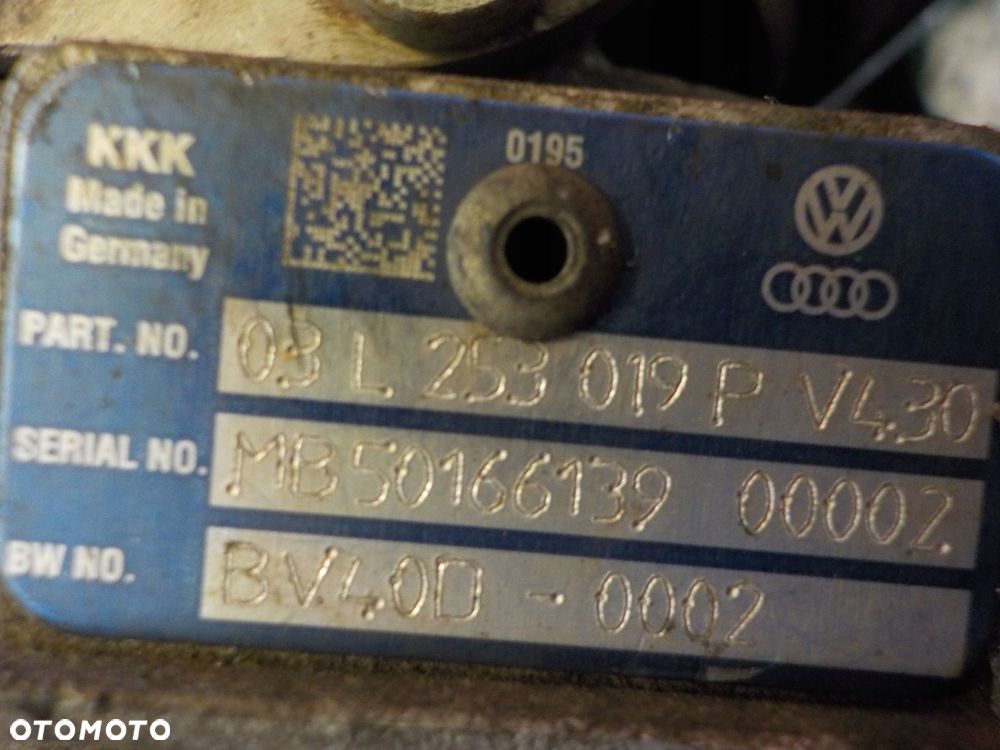 KKK
Made in
Germany
0195
PART. NO. 03 L 253 019 P V430
SERIAL NO. MB50166139 00002
BW NO. BV40D - 0002
OTOMOTO